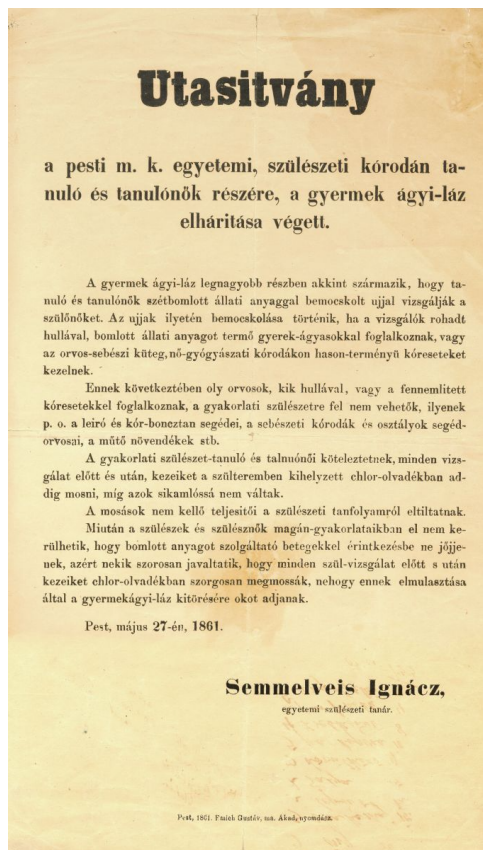 Utasitvány
a pesti m. k. egyetemi, szülészeti kórodán ta-
nuló és tanulónők részére, a gyermek ágyi-láz
elháritása végett.
A gyermek ágyi-láz legnagyobb részben akkint származik, hogy ta-
nuló és tanulónők szétbomlott állati anyaggal bemocskolt ujjal vizsgálják a
szülőnőket. Az ujjak ilyetén bemocskolása történik, ha a vizsgálók rohadt
hullával, bomlott állati anyagot termő gyerek-ágyasokkal foglalkoznak, vagy
az orvos-sebészi küteg, nő-gyógyászati kórodákon hason-terményü kóreseteket
kezelnek.
Ennek következtében oly orvosok, kik hullával, vagy a fennemlitett
kóresetekkel foglalkoznak, a gyakorlati szülészetre fel nem vehetők, ilyenek
p. o. a leiró és kór-boncztan segédei, a sebészeti kórodák és osztályok segéd-
orvosai, a műtő növendékek stb.
A gyakorlati szülészet-tanuló és talnuónői köteleztetnek, minden vizs-
gálat előtt és után, kezeiket a szülteremben kihelyzett chlor-olvadékban ad-
dig mosni, míg azok sikamlóssá nem váltak.
A mosások nem kellő teljesitői a szülészeti tanfolyamról eltiltatnak.
Miután a szülészek és szülésznők magán-gyakorlataikban el nem ke-
rülhetik, hogy bomlott anyagot szolgáltató betegekkel érintkezésbe ne jőjje-
nek, azért nekik szorosan javaltatik, hogy minden szül-vizsgálat előtt s után
kezeiket chlor-olvadékban szorgosan megmossák, nehogy ennek elmulasztása
által a gyermekágyi-láz kitörésére okot adjanak.
Pest, május 27-én, 1861.
Semmelveis Ignácz,
egyetemi szülészeti tanár.
Pest, 1861. Gustáv, ma. Akad. nyomdász.